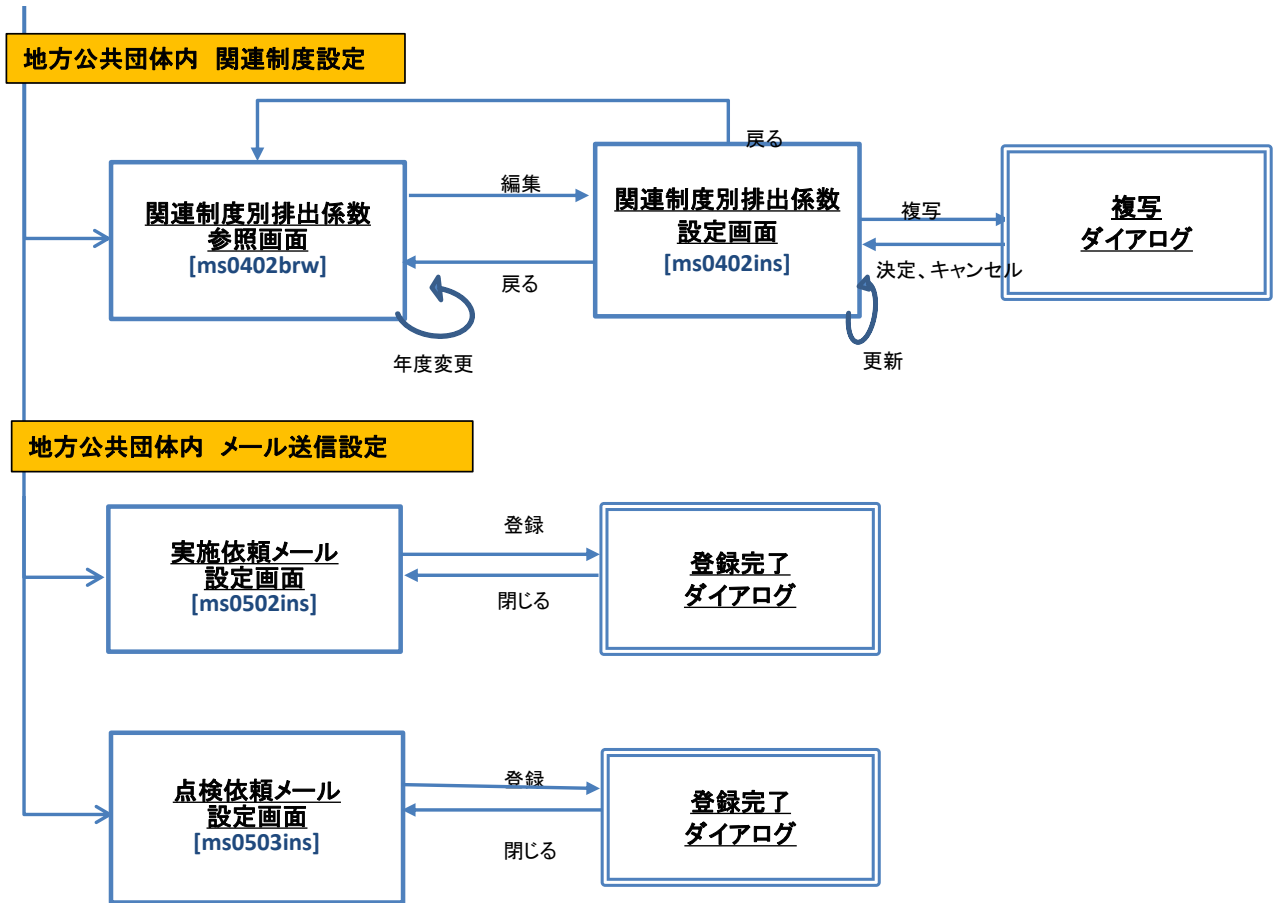 地方公共団体内 関連制度設定
戻る
関連制度別排出係数
参照画面
[ms0402brw]
編集
戻る
年度変更
関連制度別排出係数
設定画面
[ms0402ins]
複写
決定、キャンセル
更新
複写
ダイアログ
地方公共団体内 メール送信設定
実施依頼メール
設定画面
[ms0502ins]
登録
閉じる
登録完了
ダイアログ
点検依頼メール
設定画面
[ms0503ins]
登録
閉じる
登録完了
ダイアログ